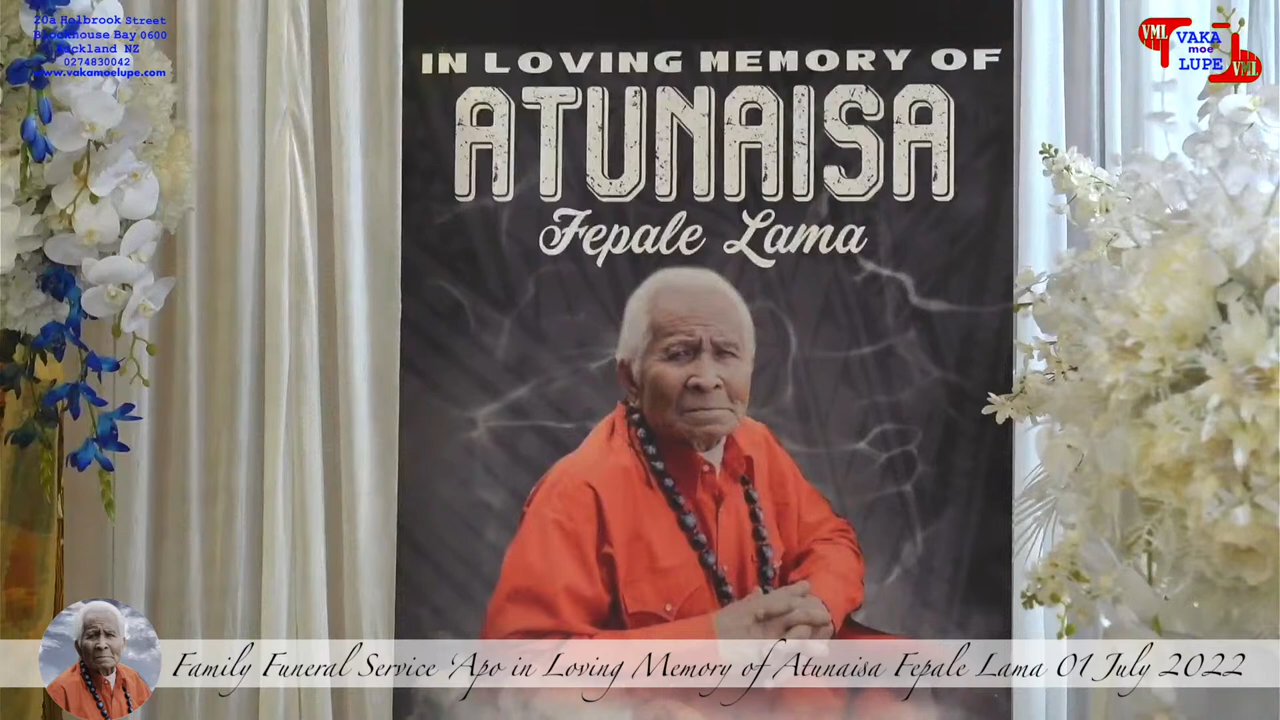 20a Holbrook Street
Brockhouse Bay 0600
Auckland NZ
0274830042
www.vakamoelupe.com
VML
VAKA
moe
LUPE
VML
IN LOVING MEMORY OF
ATUNAISA
Fepale Lama
Family Funeral Service 'Apo in Loving Memory of Atunaisa Fepale Lama 01 July 2022